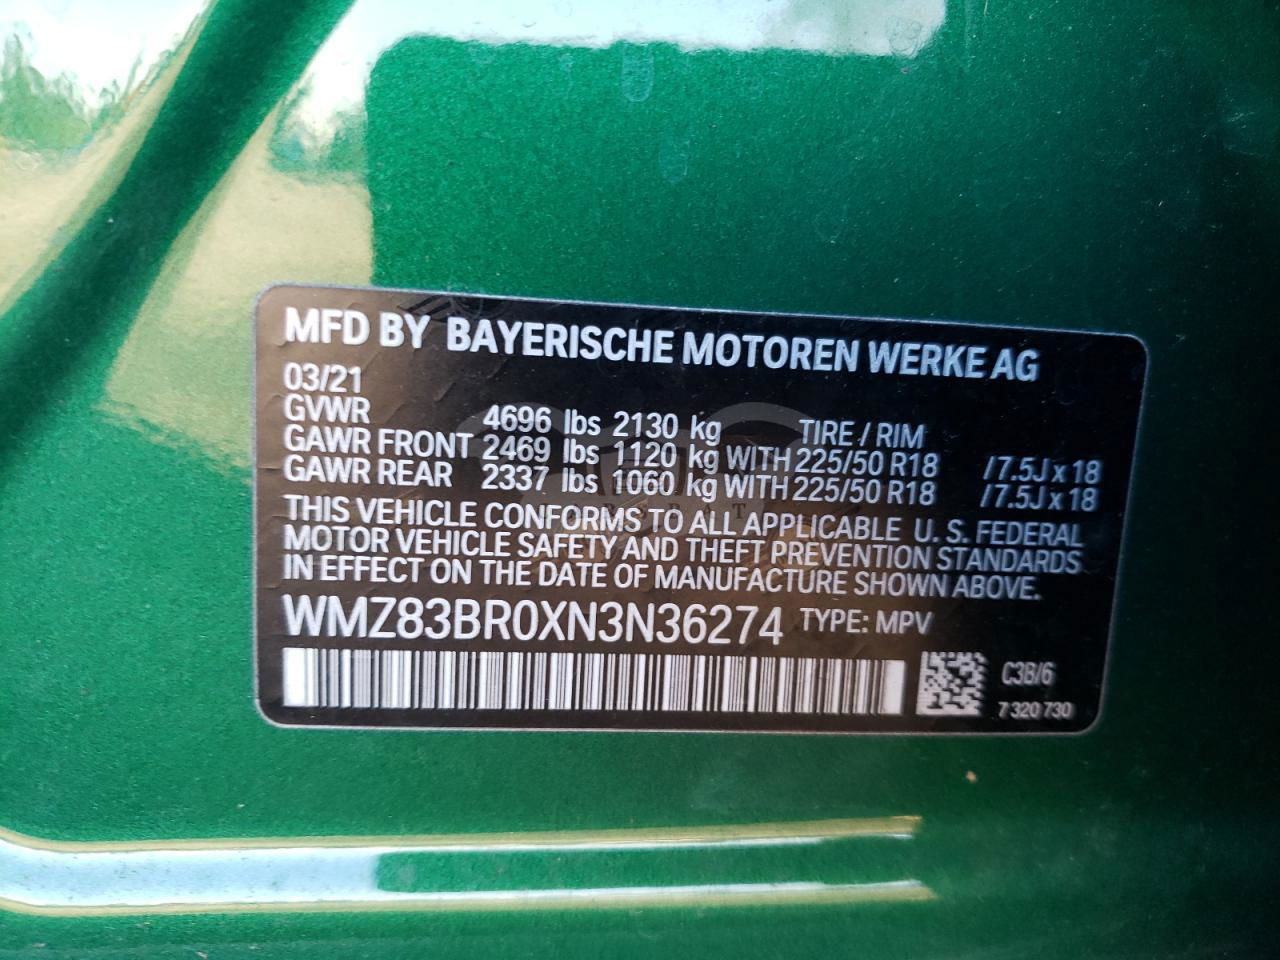 MFD BY BAYERISCHE MOTOREN WERKE AG
03/21
GVWR 4696 lbs 2130 kg TIRE / RIM
GAWR FRONT 2469 lbs 1120 kg WITH 225/50 R18 /7.5J x 18
GAWR REAR 2337 lbs 1060 kg WITH 225/50 R18 /7.5J x 18
THIS VEHICLE CONFORMS TO ALL APPLICABLE U. S. FEDERAL
MOTOR VEHICLE SAFETY AND THEFT PREVENTION STANDARDS
IN EFFECT ON THE DATE OF MANUFACTURE SHOWN ABOVE.
WMZ83BR0XN3N36274 TYPE: MPV
C3B/6
7 320 730